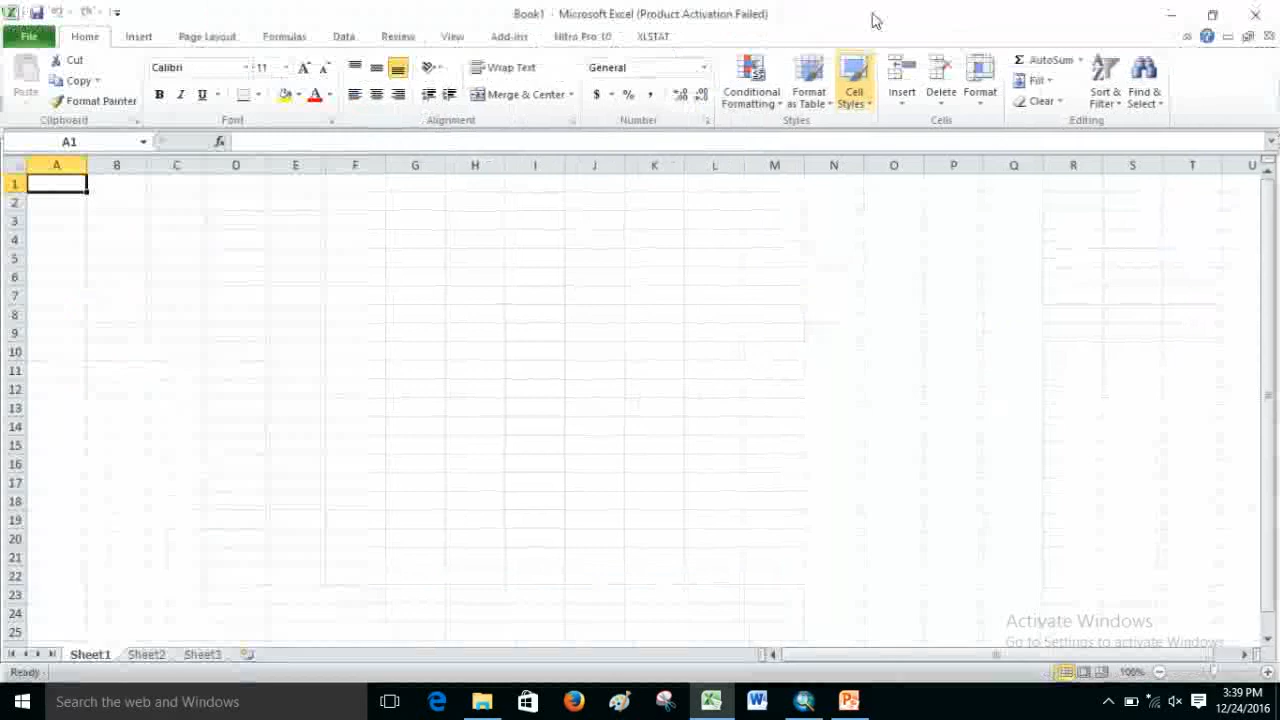 Book1 - Microsoft Excel (Product Activation Failed)
File Home Insert Page Layout Formulas Data Review View Add-Ins Nitro Pro 10 XLSTAT
Paste
Cut
Copy
Format Painter
Clipboard
Calibri 11
B I U A
Font
Wrap Text
Merge & Center
Alignment
General
$ % ,
Number
Conditional Formatting
Format as Table
Cell Styles
Styles
Insert Delete Format
Cells
Σ AutoSum
Fill
Clear
Sort & Filter
Find & Select
Editing
A1 fx
A B C D E F G H I J K L M N O P Q R S T U
1
2
3
4
5
6
7
8
9
10
11
12
13
14
15
16
17
18
19
20
21
22
23
24
25
Activate Windows
Go to Settings to activate Windows.
Sheet1 Sheet2 Sheet3
Ready 100%
Search the web and Windows
3:39 PM
12/24/2016